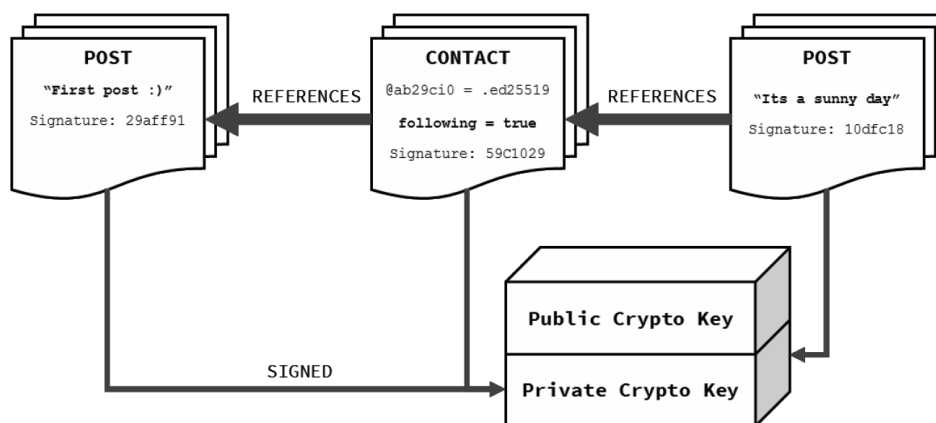 POST
“First post :)”
Signature: 29aff91
REFERENCES
CONTACT
@ab29ci0 = .ed25519
following = true
Signature: 59C1029
REFERENCES
POST
“Its a sunny day”
Signature: 10dfc18
Public Crypto Key
Private Crypto Key
SIGNED